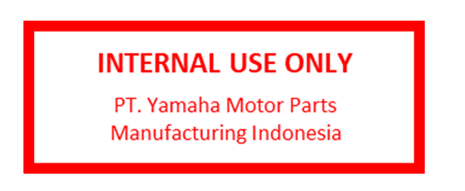 INTERNAL USE ONLY
PT. Yamaha Motor Parts
Manufacturing Indonesia